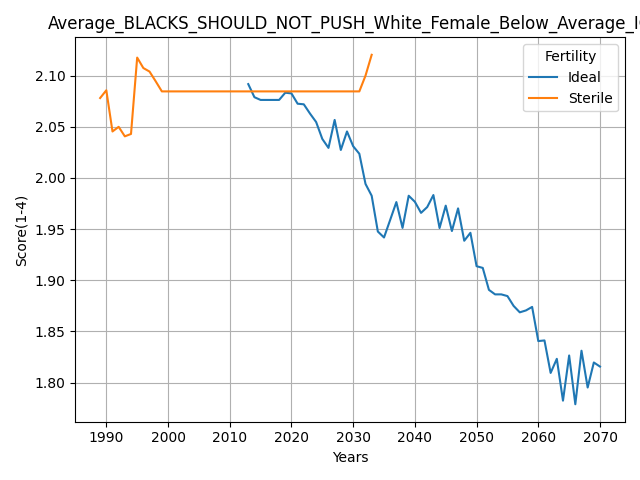 Average_BLACKS_SHOULD_NOT_PUSH_White_Female_Below_Average_I
Fertility
Ideal
Sterile
Score(1-4)
2.10
2.05
2.00
1.95
1.90
1.85
1.80
1990 2000 2010 2020 2030 2040 2050 2060 2070
Years